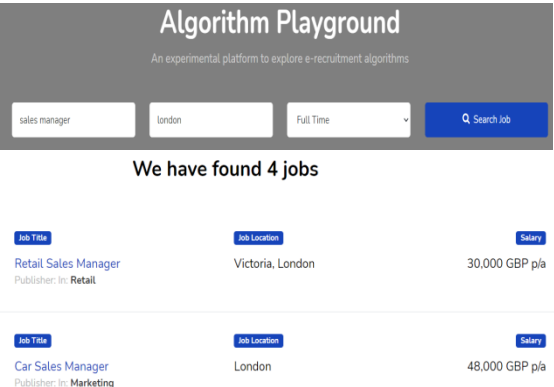 Algorithm Playground
An experimental platform to explore e-recruitment algorithms
sales manager london Full Time Search Job
We have found 4 jobs
Job Title Job Location Salary
Retail Sales Manager Victoria, London 30,000 GBP p/a
Publisher: In: Retail
Job Title Job Location Salary
Car Sales Manager London 48,000 GBP p/a
Publisher: In: Marketing